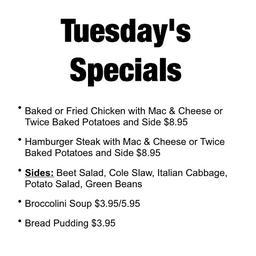 Tuesday's
Specials
• Baked or Fried Chicken with Mac & Cheese or
Twice Baked Potatoes and Side $8.95
• Hamburger Steak with Mac & Cheese or Twice
Baked Potatoes and Side $8.95
• Sides: Beet Salad, Cole Slaw, Italian Cabbage,
Potato Salad, Green Beans
• Broccolini Soup $3.95/5.95
• Bread Pudding $3.95